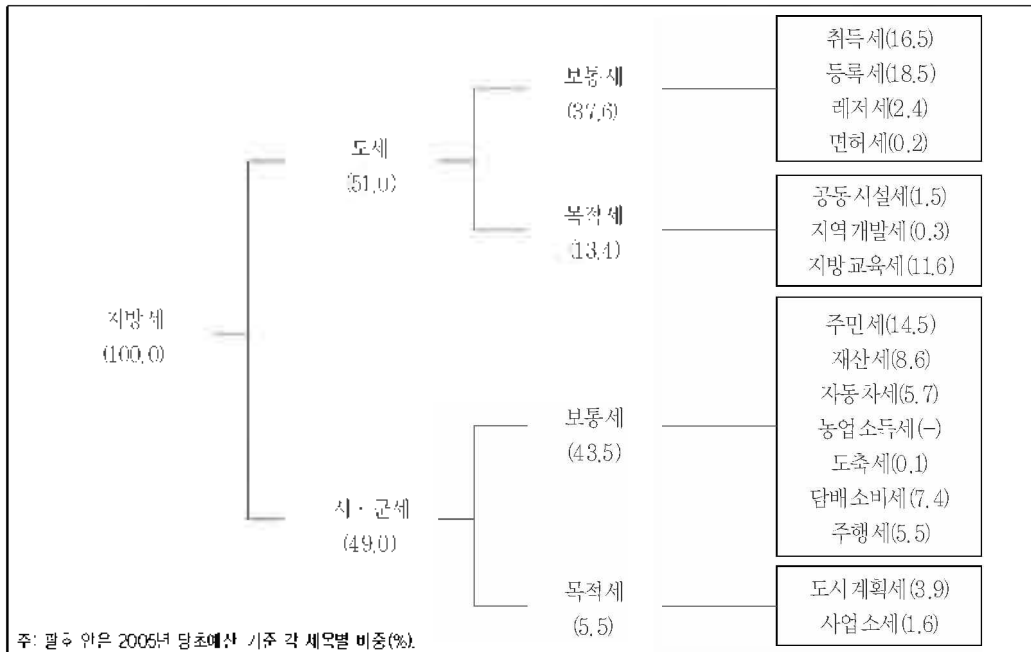 취득세(16.5)
등록세(18.5)
레저세(2.4)
면허세(0.2)
보통세
(37.6)
도세
(51.0)
목적세
(13.4)
공동시설세(1.5)
지역개발세(0.3)
지방교육세(11.6)
지방세
(100.0)
주민세(14.5)
재산세(8.6)
자동차세(5.7)
농업소득세(-)
도축세(0.1)
담배소비세(7.4)
주행세(5.5)
보통세
(43.5)
시·군세
(49.0)
목적세
(5.5)
도시계획세(3.9)
사업소세(1.6)
주: 괄호 안은 2005년 당초예산 기준 각 세목별 비중(%).